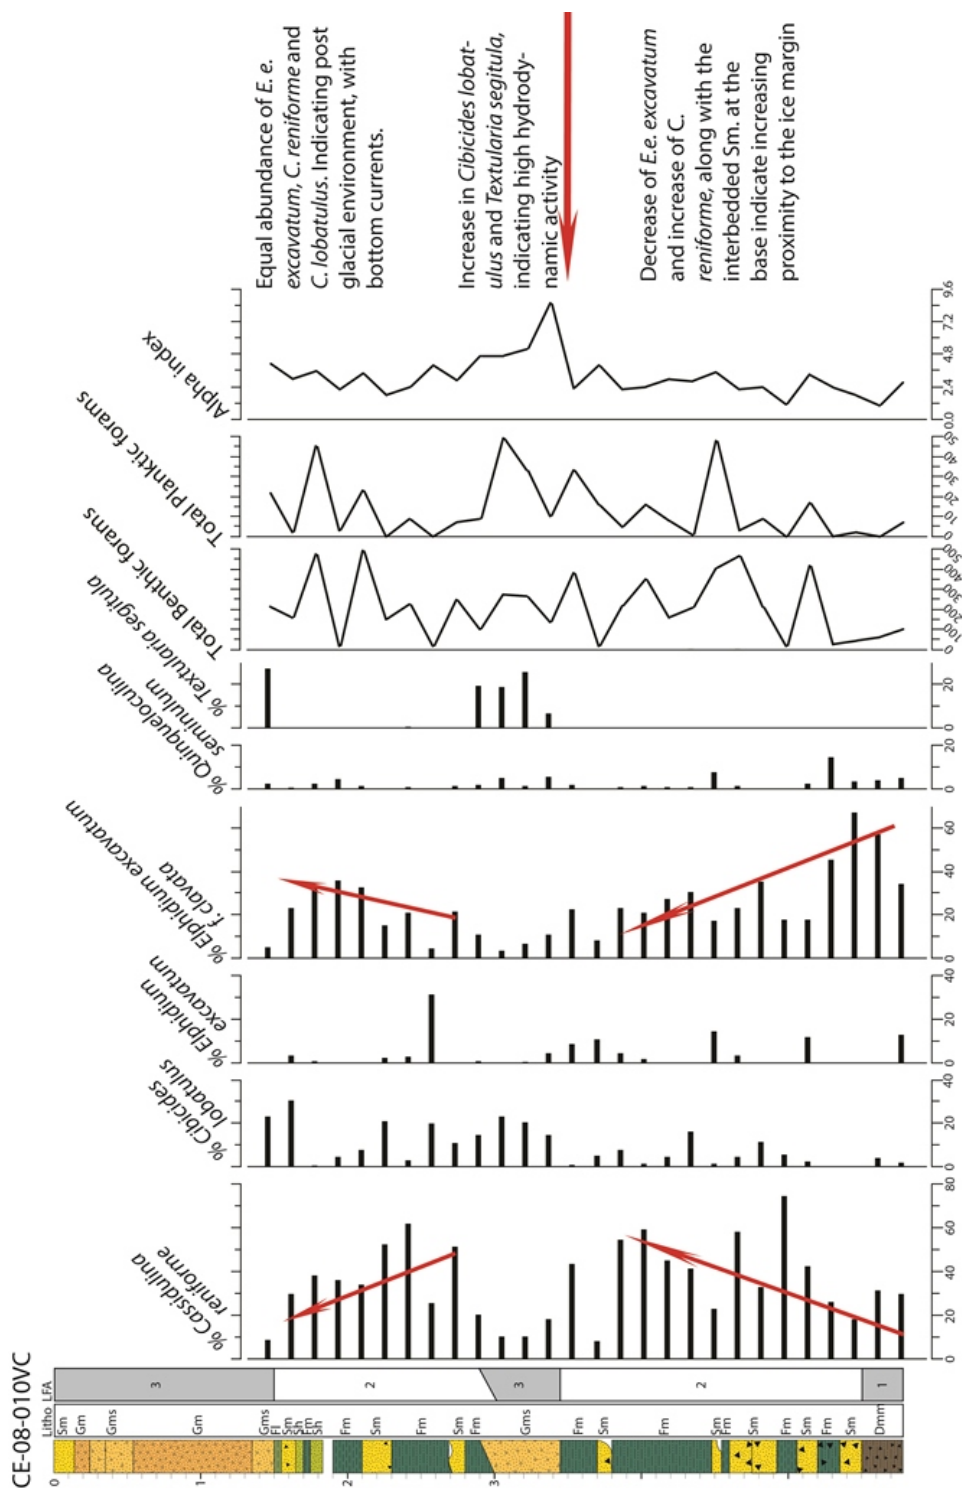 CE-08-010VC
Equal abundance of E. e.
excavatum, C. reniforme and
C. lobatulus. Indicating post
glacial environment, with
bottom currents.
Increase in Cibicides lobat-
ulus and Textularia segitula,
indicating high hydrody-
namic activity
Decrease of E.e. excavatum
and increase of C.
reniforme, along with the
interbedded Sm. at the
base indicate increasing
proximity to the ice margin
Alpha index
0.0 2.4 4.8 7.2 9.6
Total Planktic forams
0 10 20 30 40 50
Total Benthic forams
0 100 200 300 400 500
% Textularia segitula
0 20
% Quinqueloculina
seminulum
0 20
% Elphidium excavatum
f. clavata
0 20 40 60
% Elphidium
excavatum
0 20 40
% Cibicides
lobatulus
0 20 40
% Cassidulina
reniforme
0 20 40 60 80
LFA
3 2 3 2 1
Litho
Sm Gm Gms Gm Gms Fl Sm Sh Fm Sh Fm Sm Fm Sm Fm Gms Fm Sm Fm Sm Fm Sm Fm Sm Fm Sm Dmm
0 1 2 3